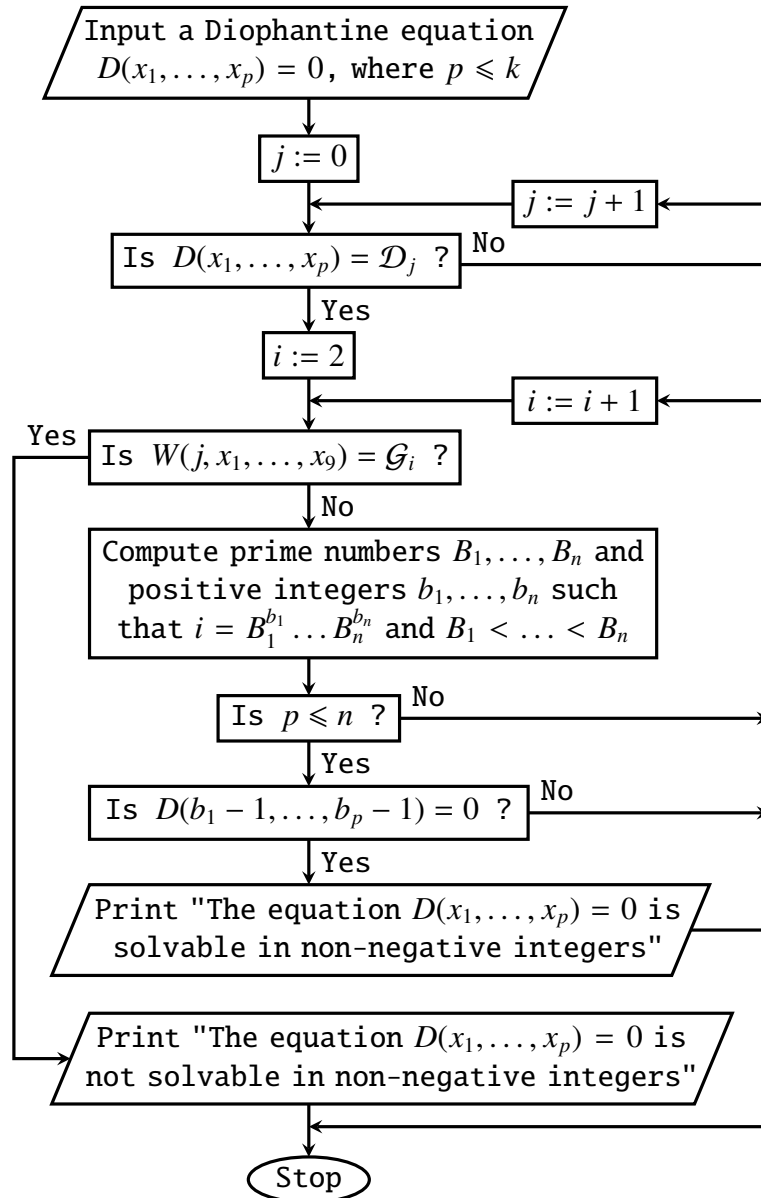 Input a Diophantine equation
D(x₁,...,xₚ) = 0, where p ⩽ k
j := 0
j := j + 1
Is D(x₁,...,xₚ) = 𝒟ⱼ ?
No
Yes
i := 2
i := i + 1
Yes
Is W(j, x₁,...,x₉) = 𝒢ᵢ ?
No
Compute prime numbers B₁,...,Bₙ and
positive integers b₁,...,bₙ such
that i = B₁^{b₁} ... Bₙ^{bₙ} and B₁ < ... < Bₙ
Is p ⩽ n ?
No
Yes
Is D(b₁ − 1,...,bₚ − 1) = 0 ?
No
Yes
Print "The equation D(x₁,...,xₚ) = 0 is
solvable in non-negative integers"
Print "The equation D(x₁,...,xₚ) = 0 is
not solvable in non-negative integers"
Stop